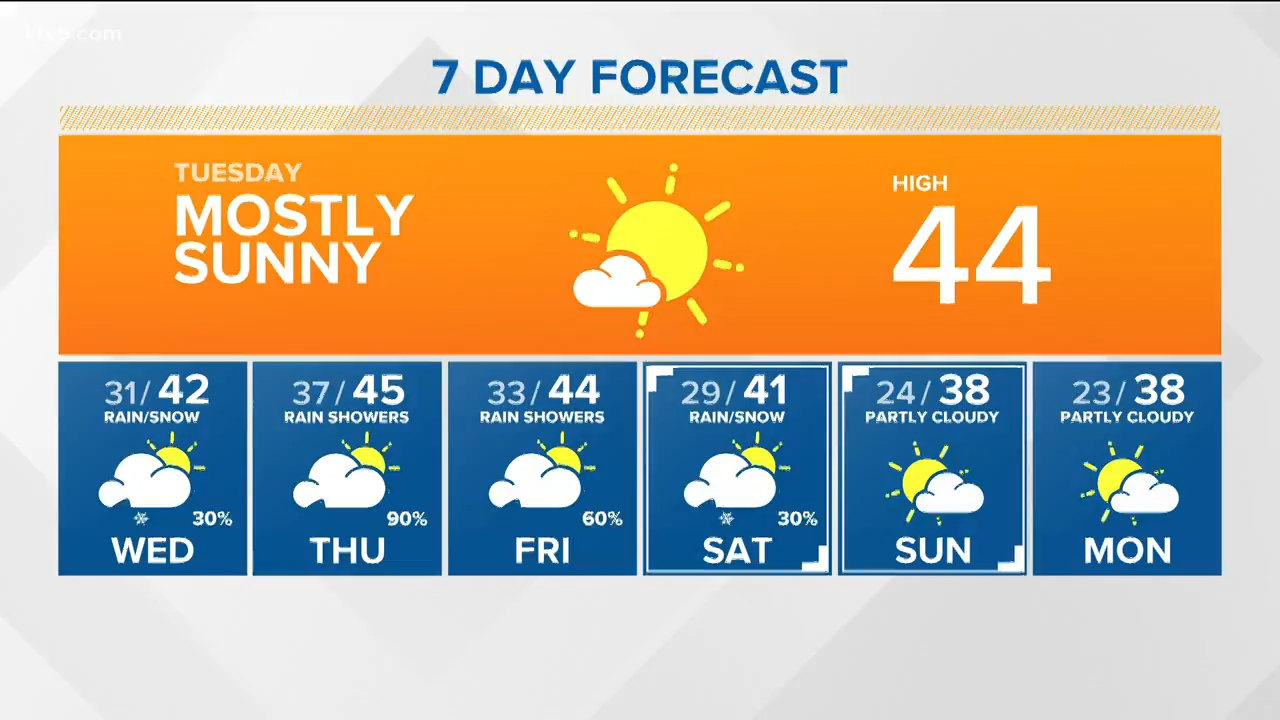 7 DAY FORECAST
TUESDAY
MOSTLY
SUNNY
HIGH
44
31/42
RAIN/SNOW
30%
WED
37/45
RAIN SHOWERS
90%
THU
33/44
RAIN SHOWERS
60%
FRI
29/41
RAIN/SNOW
30%
SAT
24/38
PARTLY CLOUDY
SUN
23/38
PARTLY CLOUDY
MON